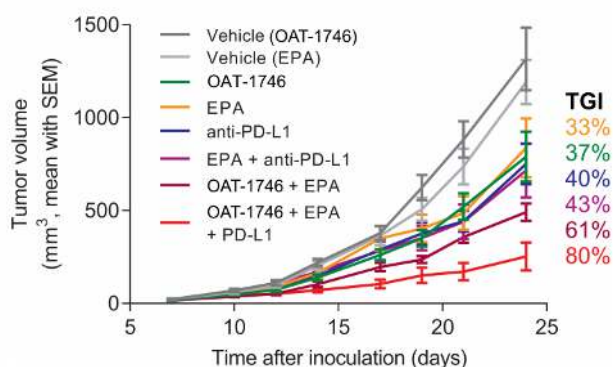 Tumor volume
(mm³, mean with SEM)
1500
1000
500
0
5
10
15
20
25
Time after inoculation (days)
Vehicle (OAT-1746)
Vehicle (EPA)
OAT-1746
EPA
anti-PD-L1
EPA + anti-PD-L1
OAT-1746 + EPA
OAT-1746 + EPA
+ PD-L1
TGI
33%
37%
40%
43%
61%
80%